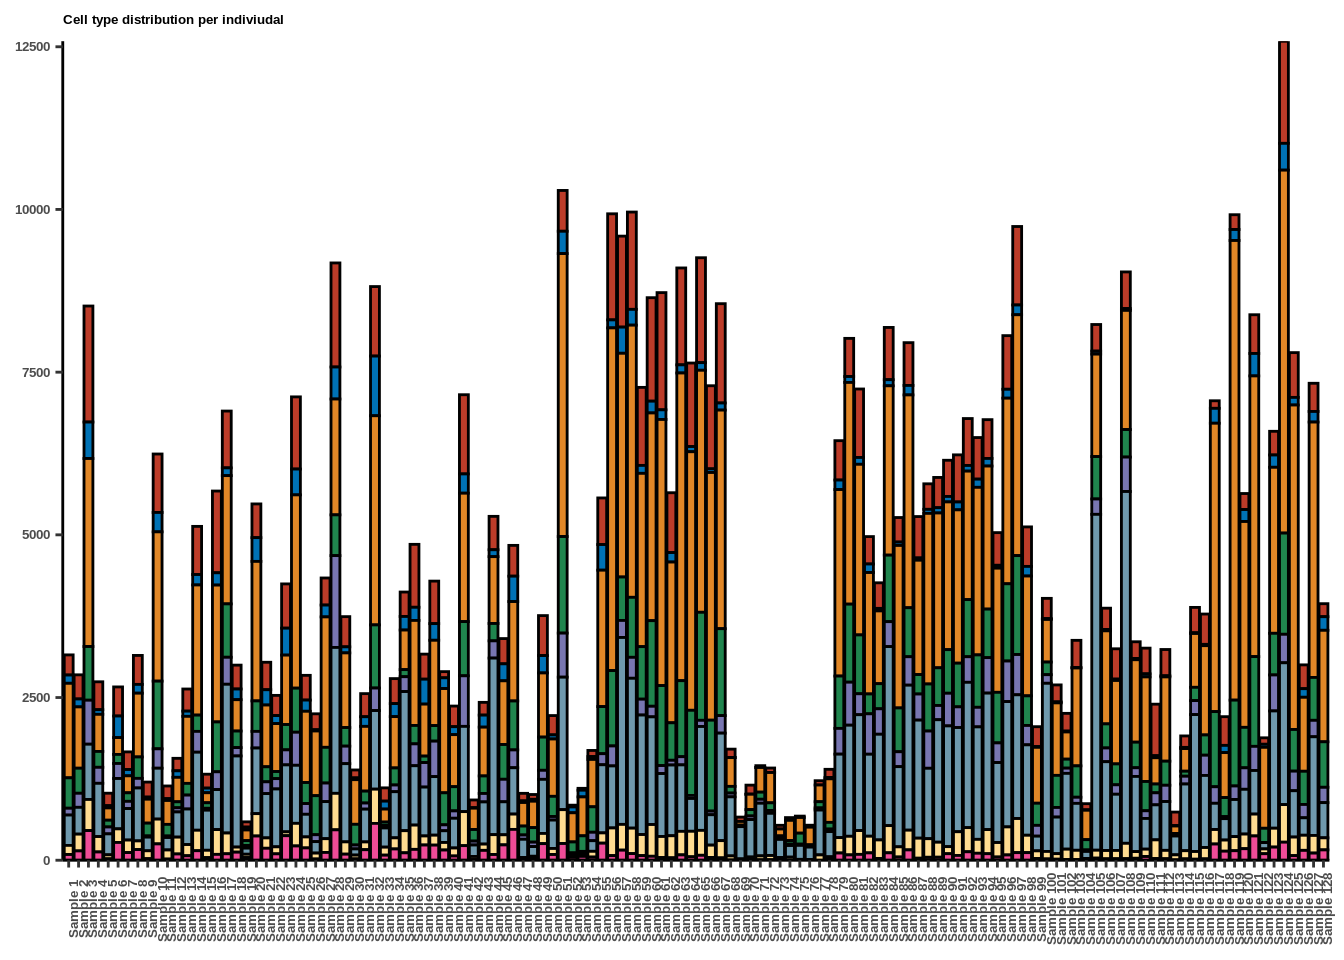 Cell type distribution per indiviudal
12500
10000
7500
5000
2500
0
Sample 1
Sample 2
Sample 3
Sample 4
Sample 5
Sample 6
Sample 7
Sample 8
Sample 9
Sample 10
Sample 11
Sample 12
Sample 13
Sample 14
Sample 15
Sample 16
Sample 17
Sample 18
Sample 19
Sample 20
Sample 21
Sample 22
Sample 23
Sample 24
Sample 25
Sample 26
Sample 27
Sample 28
Sample 29
Sample 30
Sample 31
Sample 32
Sample 33
Sample 34
Sample 35
Sample 36
Sample 37
Sample 38
Sample 39
Sample 40
Sample 41
Sample 42
Sample 43
Sample 44
Sample 45
Sample 46
Sample 47
Sample 48
Sample 49
Sample 50
Sample 51
Sample 52
Sample 53
Sample 54
Sample 55
Sample 56
Sample 57
Sample 58
Sample 59
Sample 60
Sample 61
Sample 62
Sample 63
Sample 64
Sample 65
Sample 66
Sample 67
Sample 68
Sample 69
Sample 70
Sample 71
Sample 72
Sample 73
Sample 74
Sample 75
Sample 76
Sample 77
Sample 78
Sample 79
Sample 80
Sample 81
Sample 82
Sample 83
Sample 84
Sample 85
Sample 86
Sample 87
Sample 88
Sample 89
Sample 90
Sample 91
Sample 92
Sample 93
Sample 94
Sample 95
Sample 96
Sample 97
Sample 98
Sample 99
Sample 100
Sample 101
Sample 102
Sample 103
Sample 104
Sample 105
Sample 106
Sample 107
Sample 108
Sample 109
Sample 110
Sample 111
Sample 112
Sample 113
Sample 114
Sample 115
Sample 116
Sample 117
Sample 118
Sample 119
Sample 120
Sample 121
Sample 122
Sample 123
Sample 124
Sample 125
Sample 126
Sample 127
Sample 128